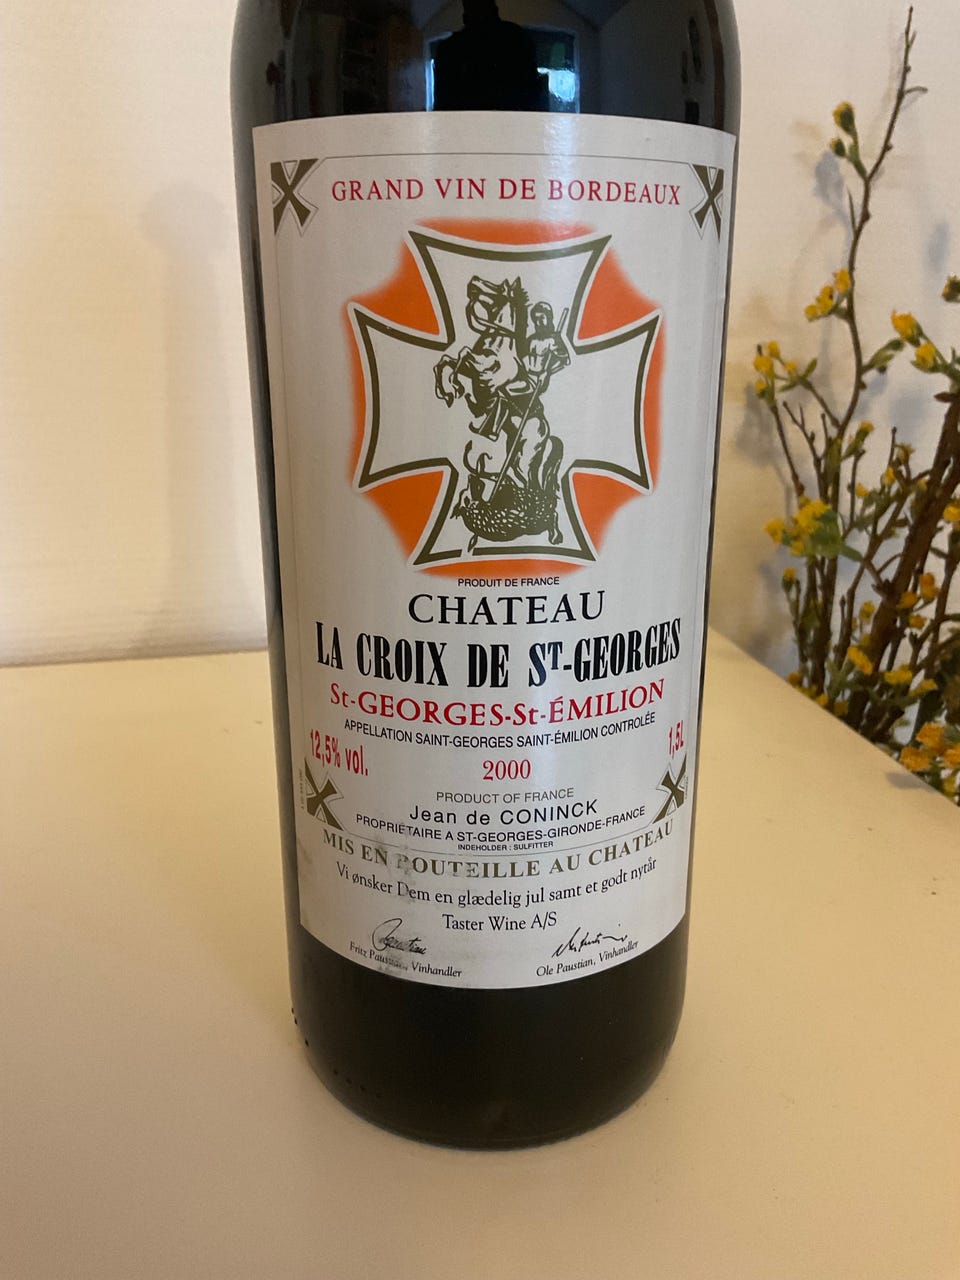 GRAND VIN DE BORDEAUX
PRODUIT DE FRANCE
CHATEAU
LA CROIX DE ST-GEORGES
St-GEORGES-St-ÉMILION
APPELLATION SAINT-GEORGES SAINT-ÉMILION CONTROLÉE
12,5% vol.
1,5L
2000
PRODUCT OF FRANCE
Jean de CONINCK
PROPRIÉTAIRE A ST-GEORGES-GIRONDE-FRANCE
INDEHOLDER : SULFITTER
MIS EN BOUTEILLE AU CHATEAU
Vi ønsker Dem en glædelig jul samt et godt nytår
Taster Wine A/S
Fritz Paustian, Vinhandler
Ole Paustian, Vinhandler